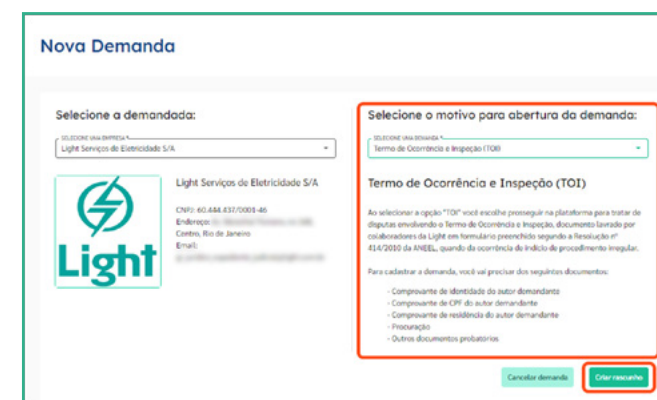 Nova Demanda
Selecione a demandada:
SELECIONE UMA EMPRESA *
Light Serviços de Eletricidade S/A
Light
Light Serviços de Eletricidade S/A
CNPJ: 60.444.437/0001-46
Endereço:
Centro, Rio de Janeiro
Email:
Selecione o motivo para abertura da demanda:
SELECIONE UMA DEMANDA *
Termo de Ocorrência e Inspeção (TOI)
Termo de Ocorrência e Inspeção (TOI)
Ao selecionar a opção "TOI" você escolhe prosseguir na plataforma para tratar de
disputas envolvendo o Termo de Ocorrência e Inspeção, documento lavrado por
colaboradores da Light em formulário preenchido segundo a Resolução nº
414/2010 da ANEEL, quando da ocorrência de indício de procedimento irregular.
Para cadastrar a demanda, você vai precisar dos seguintes documentos:
- Comprovante de identidade do autor demandante
- Comprovante de CPF do autor demandante
- Comprovante de residência do autor demandante
- Procuração
- Outros documentos probatórios
Cancelar demanda
Criar rascunho